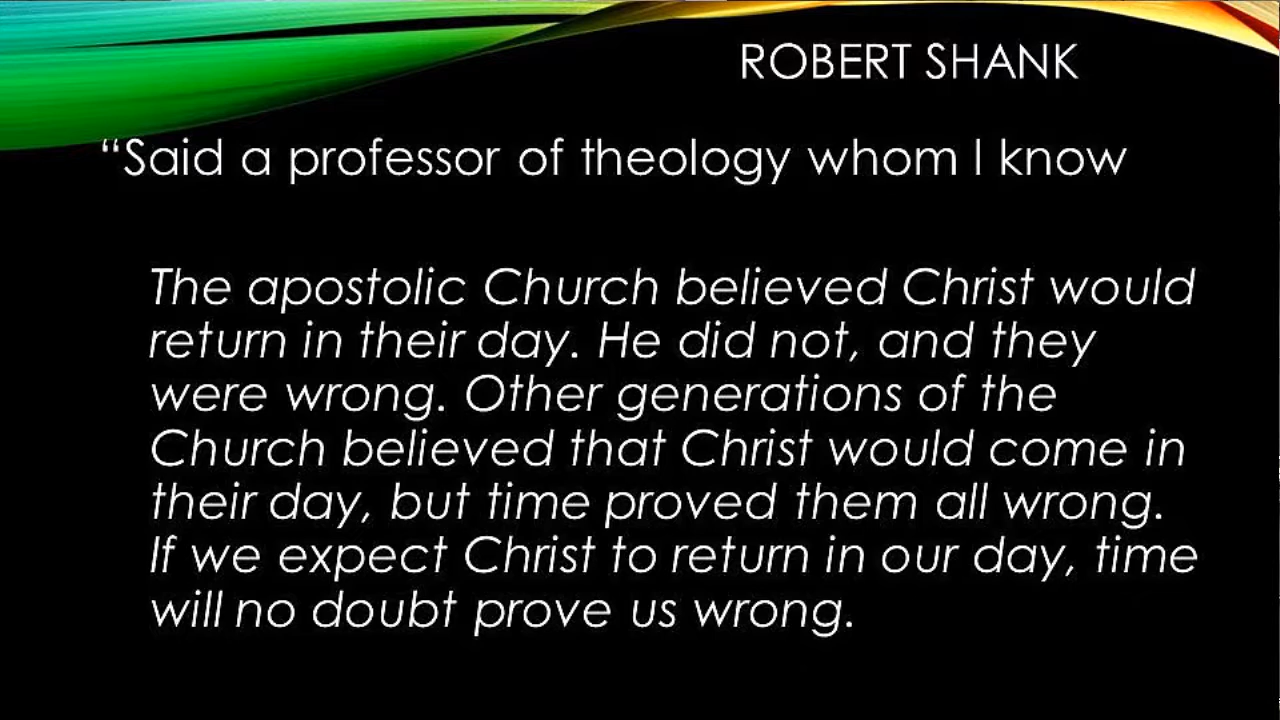 ROBERT SHANK
“Said a professor of theology whom I know
The apostolic Church believed Christ would
return in their day. He did not, and they
were wrong. Other generations of the
Church believed that Christ would come in
their day, but time proved them all wrong.
If we expect Christ to return in our day, time
will no doubt prove us wrong.